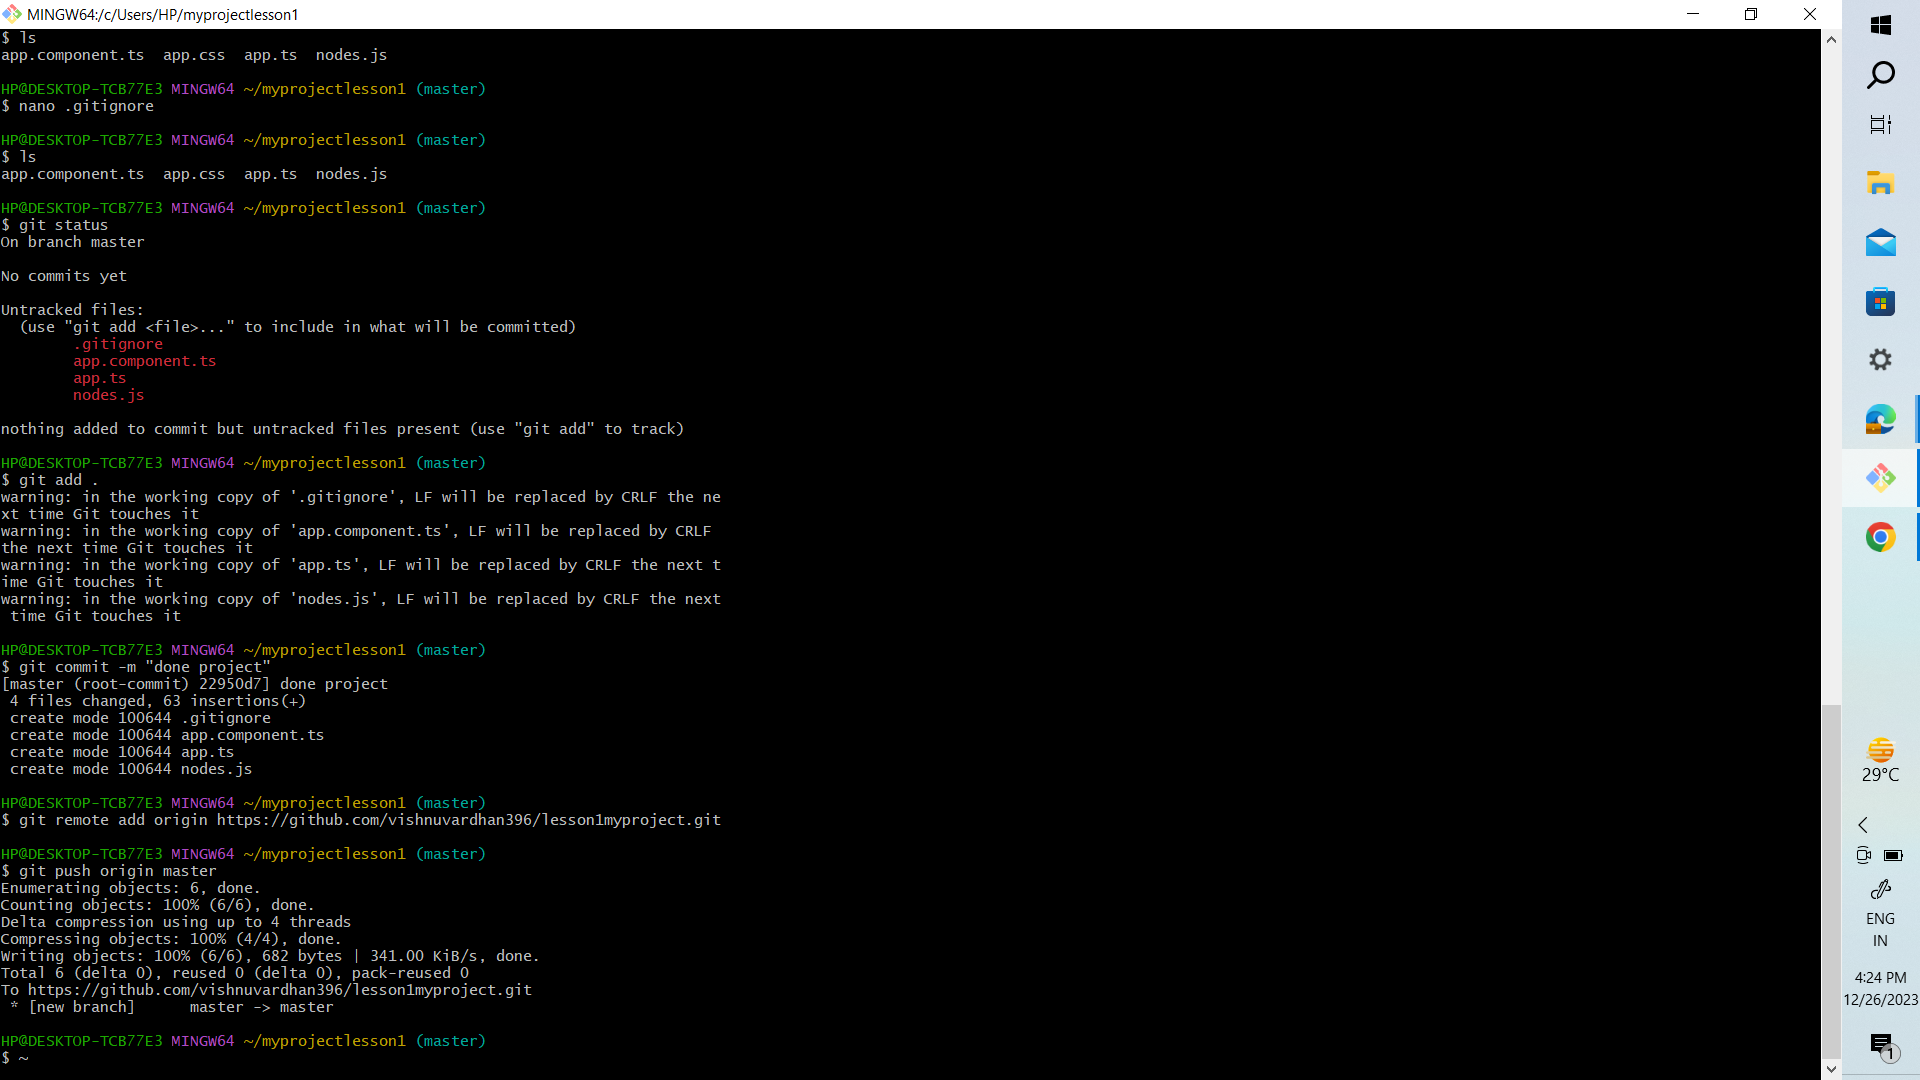 MINGW64:/c/Users/HP/myprojectlesson1
$ ls
app.component.ts  app.css  app.ts  nodes.js
HP@DESKTOP-TCB77E3 MINGW64 ~/myprojectlesson1 (master)
$ nano .gitignore
HP@DESKTOP-TCB77E3 MINGW64 ~/myprojectlesson1 (master)
$ ls
app.component.ts  app.css  app.ts  nodes.js
HP@DESKTOP-TCB77E3 MINGW64 ~/myprojectlesson1 (master)
$ git status
On branch master
No commits yet
Untracked files:
  (use "git add <file>..." to include in what will be committed)
        .gitignore
        app.component.ts
        app.ts
        nodes.js
nothing added to commit but untracked files present (use "git add" to track)
HP@DESKTOP-TCB77E3 MINGW64 ~/myprojectlesson1 (master)
$ git add .
warning: in the working copy of '.gitignore', LF will be replaced by CRLF the ne
xt time Git touches it
warning: in the working copy of 'app.component.ts', LF will be replaced by CRLF
the next time Git touches it
warning: in the working copy of 'app.ts', LF will be replaced by CRLF the next t
ime Git touches it
warning: in the working copy of 'nodes.js', LF will be replaced by CRLF the next
 time Git touches it
HP@DESKTOP-TCB77E3 MINGW64 ~/myprojectlesson1 (master)
$ git commit -m "done project"
[master (root-commit) 22950d7] done project
 4 files changed, 63 insertions(+)
 create mode 100644 .gitignore
 create mode 100644 app.component.ts
 create mode 100644 app.ts
 create mode 100644 nodes.js
HP@DESKTOP-TCB77E3 MINGW64 ~/myprojectlesson1 (master)
$ git remote add origin https://github.com/vishnuvardhan396/lesson1myproject.git
HP@DESKTOP-TCB77E3 MINGW64 ~/myprojectlesson1 (master)
$ git push origin master
Enumerating objects: 6, done.
Counting objects: 100% (6/6), done.
Delta compression using up to 4 threads
Compressing objects: 100% (4/4), done.
Writing objects: 100% (6/6), 682 bytes | 341.00 KiB/s, done.
Total 6 (delta 0), reused 0 (delta 0), pack-reused 0
To https://github.com/vishnuvardhan396/lesson1myproject.git
 * [new branch]      master -> master
HP@DESKTOP-TCB77E3 MINGW64 ~/myprojectlesson1 (master)
$ ~
29°C
ENG
IN
4:24 PM
12/26/2023
1